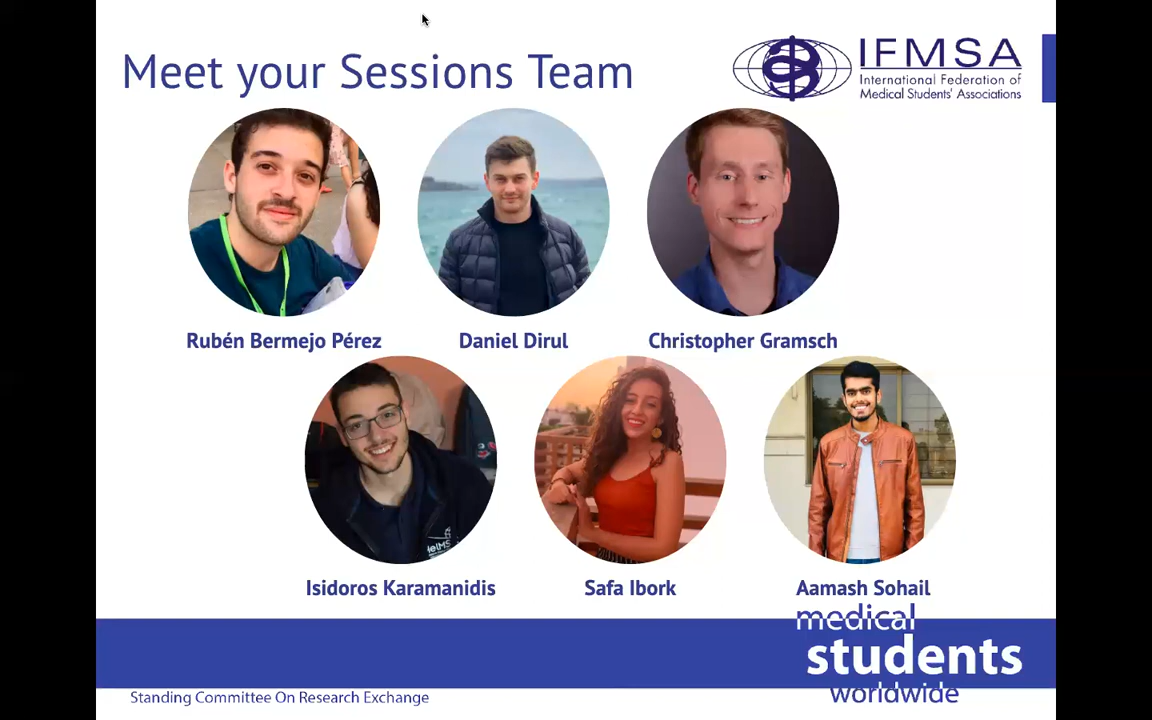 Meet your Sessions Team
IFMSA
International Federation of
Medical Students' Associations
Rubén Bermejo Pérez
Daniel Dirul
Christopher Gramsch
HelMS
Isidoros Karamanidis
Safa Ibork
Aamash Sohail
medical
students
worldwide
Standing Committee On Research Exchange